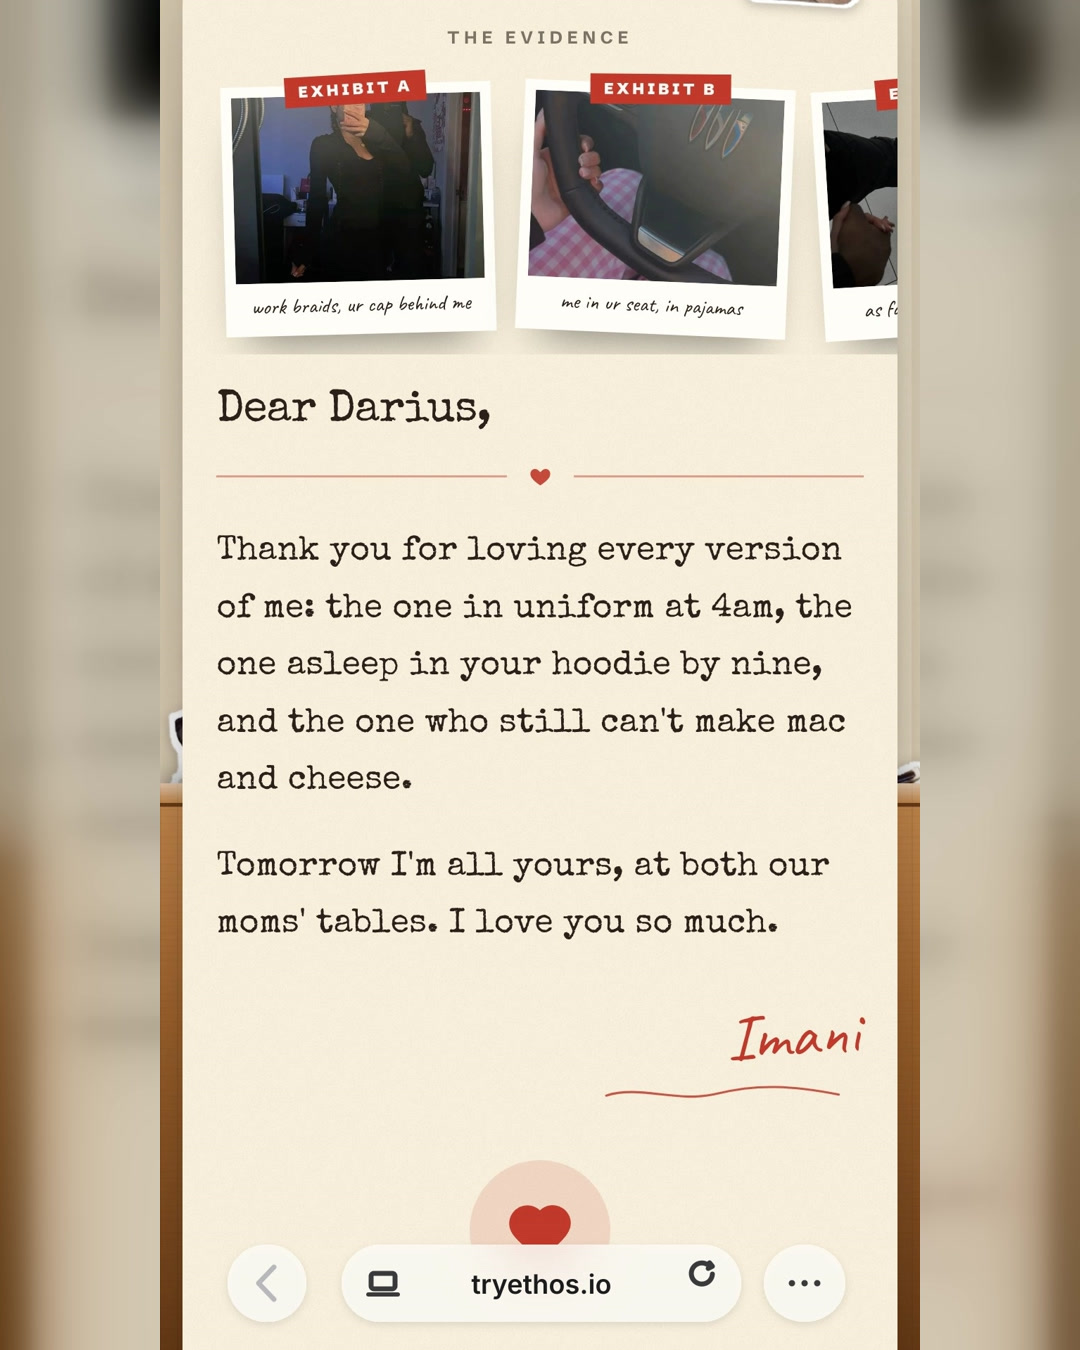 THE EVIDENCE
EXHIBIT A
EXHIBIT B
work braids, ur cap behind me
me in ur seat, in pajamas
as
Dear Darius,
Thank you for loving every version
of me: the one in uniform at 4am, the
one asleep in your hoodie by nine,
and the one who still can't make mac
and cheese.
Tomorrow I'm all yours, at both our
moms' tables. I love you so much.
Imani
tryethos.io